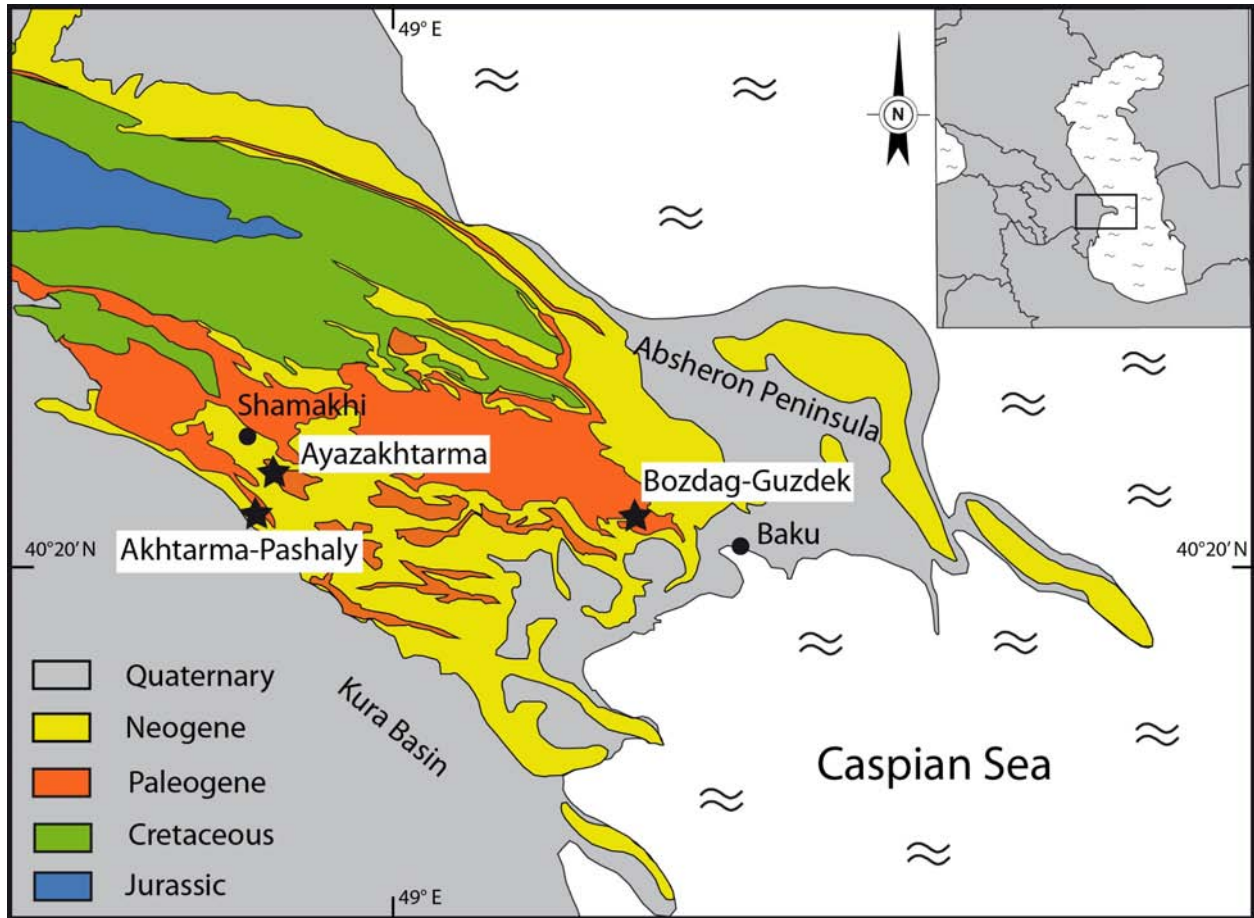 49° E
N
Absheron Peninsula
Shamakhi
Ayazakhtarma
Bozdag-Guzdek
Akhtarma-Pashaly
Baku
40° 20′ N
40° 20′ N
Quaternary
Neogene
Paleogene
Cretaceous
Jurassic
Kura Basin
Caspian Sea
49° E